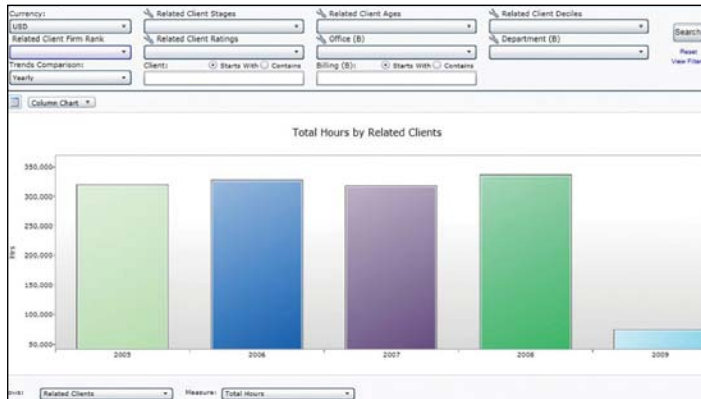 Currency: Related Client Stages Related Client Ages Related Client Deciles
USD
Search
Related Client Firm Rank Related Client Ratings Office (B) Department (B)
Reset
View Filter
Trends Comparison: Client: Starts With Contains Billing (B): Starts With Contains
Yearly
Column Chart
Total Hours by Related Clients
350,000
300,000
250,000
Hrs
200,000
150,000
100,000
50,000
2005 2006 2007 2008 2009
Related Clients Measure: Total Hours